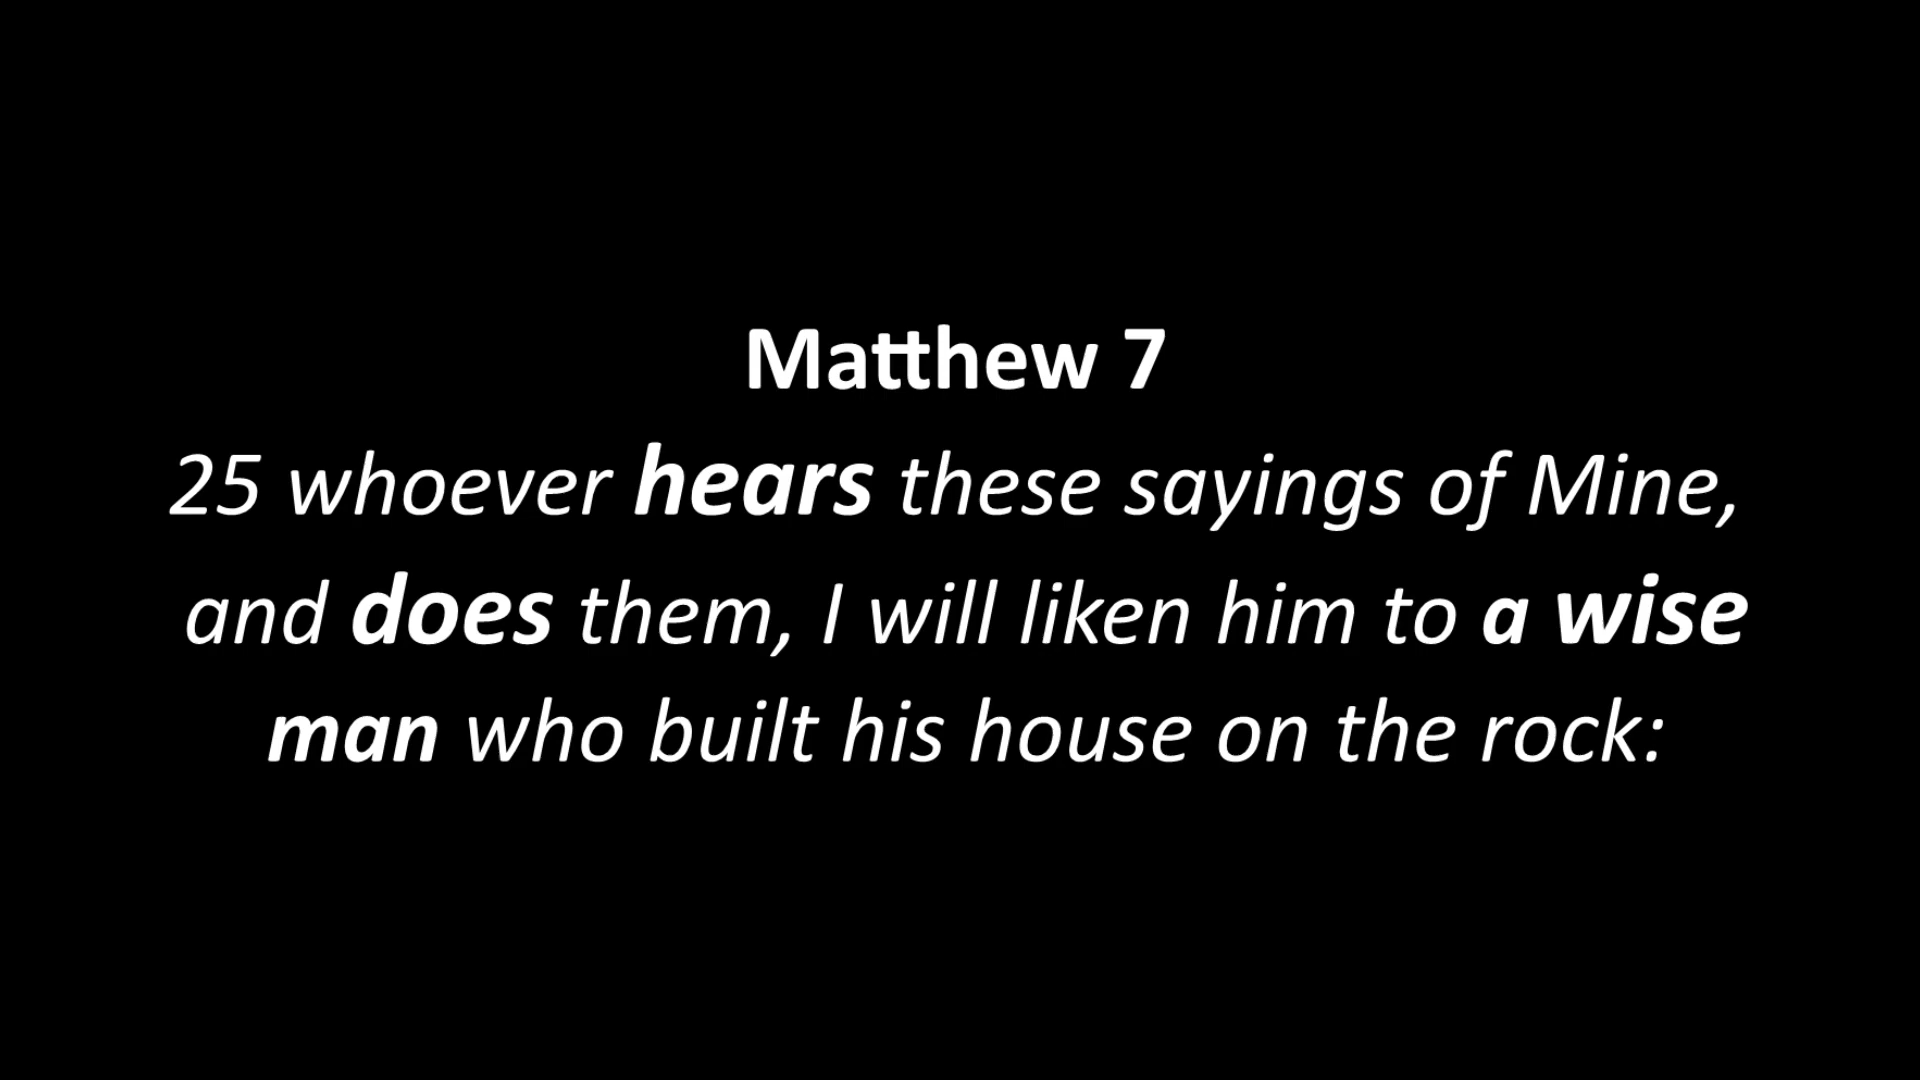 Matthew 7
25 whoever hears these sayings of Mine,
and does them, I will liken him to a wise
man who built his house on the rock: